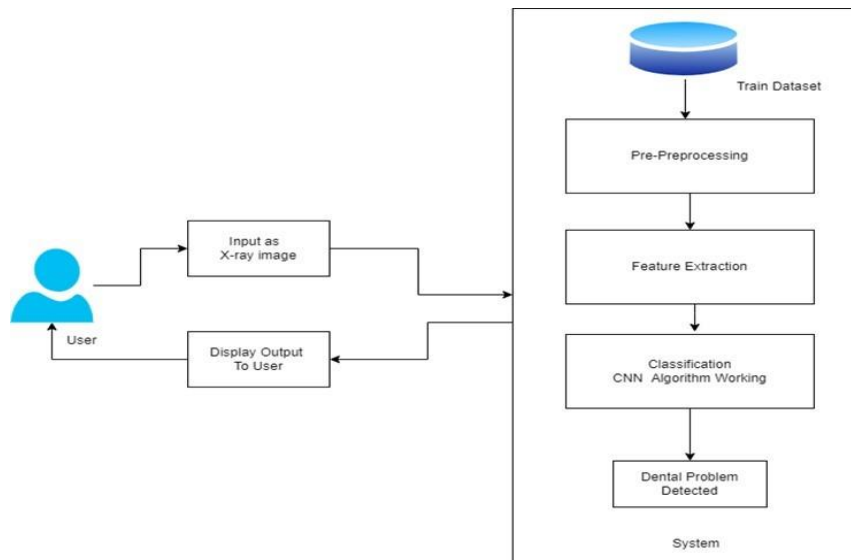 Train Dataset
Pre-Preprocessing
Input as
X-ray image
Feature Extraction
User
Display Output
To User
Classification
CNN Algorithm Working
Dental Problem
Detected
System